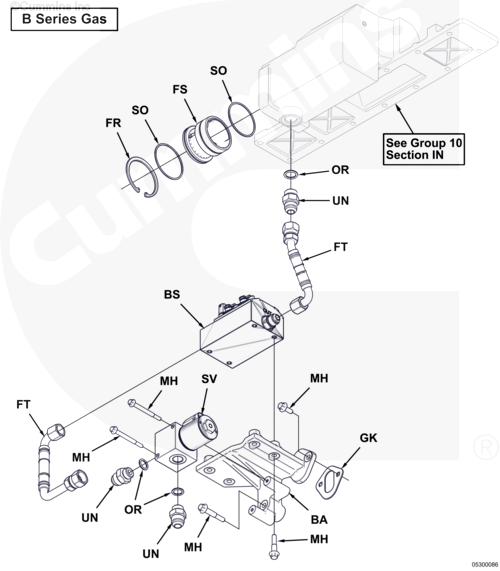 ©Cummins Inc
B Series Gas
Cummins
SO
FS
SO
FR
See Group 10
Section IN
OR
UN
FT
BS
MH
SV
MH
FT
GK
MH
UN
OR
BA
MH
MH
UN
®
05300086